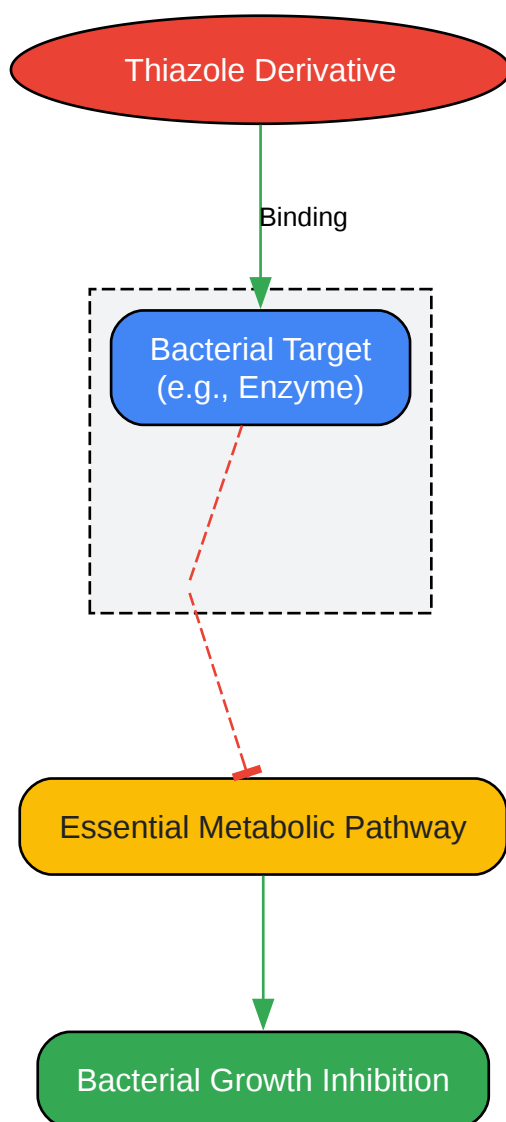 Thiazole Derivative
Binding
Bacterial Target
(e.g., Enzyme)
Essential Metabolic Pathway
Bacterial Growth Inhibition